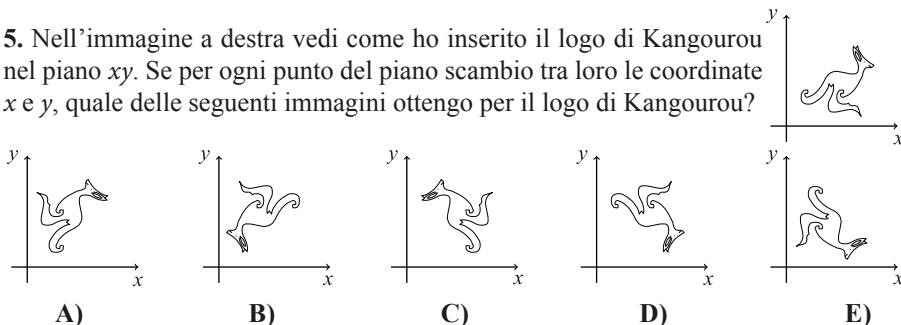 5. Nell'immagine a destra vedi come ho inserito il logo di Kangourou
nel piano xy. Se per ogni punto del piano scambio tra loro le coordinate
x e y, quale delle seguenti immagini ottengo per il logo di Kangourou?
y
x
y
x
y
x
y
x
y
x
y
x
A)
B)
C)
D)
E)